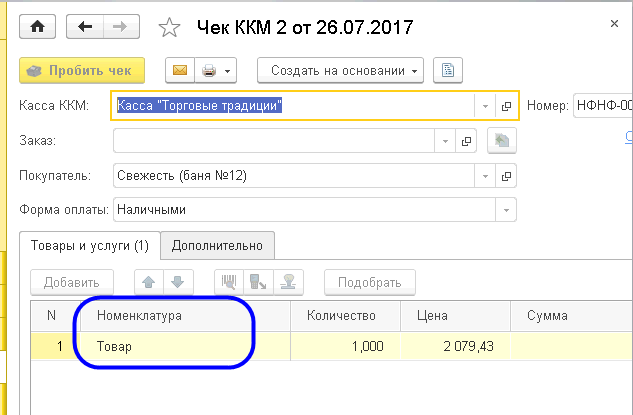 Чек ККМ 2 от 26.07.2017
Пробить чек Создать на основании
Касса ККМ: Касса "Торговые традиции" Номер: НФНФ-00
Заказ:
Покупатель: Свежесть (баня №12)
Форма оплаты: Наличными
Товары и услуги (1) Дополнительно
Добавить Подобрать
N Номенклатура Количество Цена Сумма
1 Товар 1,000 2 079,43